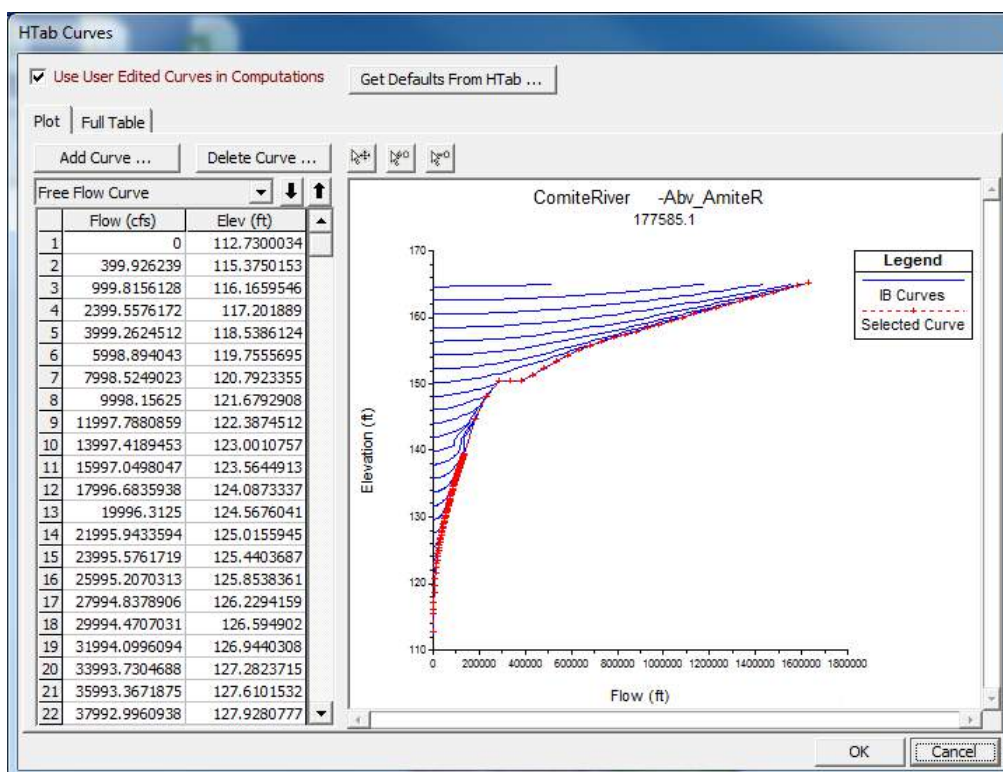 HTab Curves
Use User Edited Curves in Computations
Get Defaults From HTab ...
Plot Full Table
Add Curve ... Delete Curve ...
Free Flow Curve
Flow (cfs) Elev (ft)
1 0 112.7300034
2 399.926239 115.3750153
3 999.8156128 116.1659546
4 2399.5576172 117.201889
5 3999.2624512 118.5386124
6 5998.894043 119.7555695
7 7998.5249023 120.7923355
8 9998.15625 121.6792908
9 11997.7880859 122.3874512
10 13997.4189453 123.0010757
11 15997.0498047 123.5644913
12 17996.6835938 124.0873337
13 19996.3125 124.5676041
14 21995.9433594 125.0155945
15 23995.5761719 125.4403687
16 25995.2070313 125.8538361
17 27994.8378906 126.2294159
18 29994.4707031 126.594902
19 31994.0996094 126.9440308
20 33993.7304688 127.2823715
21 35993.3671875 127.6101532
22 37992.9960938 127.9280777
ComiteRiver -Abv_AmiteR
177585.1
170
160
150
140
130
120
110
Elevation (ft)
0 200000 400000 600000 800000 1000000 1200000 1400000 1600000 1800000
Flow (ft)
Legend
IB Curves
Selected Curve
OK Cancel